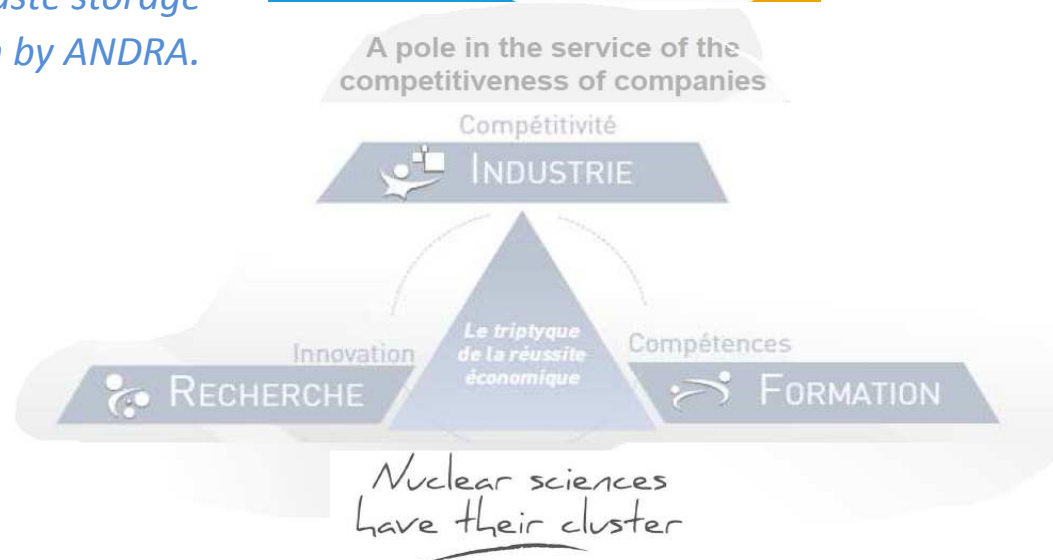 storage
by ANDRA.
A pole in the service of the
competitiveness of companies
Compétitivité
INDUSTRIE
Le triptyque
de la réussite
économique
Innovation
RECHERCHE
Compétences
FORMATION
Nuclear sciences
have their cluster